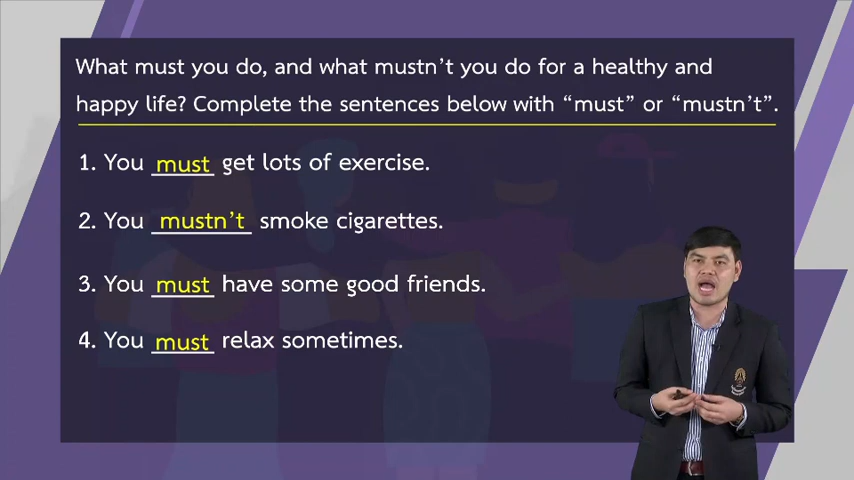 What must you do, and what mustn't you do for a healthy and
happy life? Complete the sentences below with “must” or “mustn't”.
1. You must get lots of exercise.
2. You mustn't smoke cigarettes.
3. You must have some good friends.
4. You must relax sometimes.